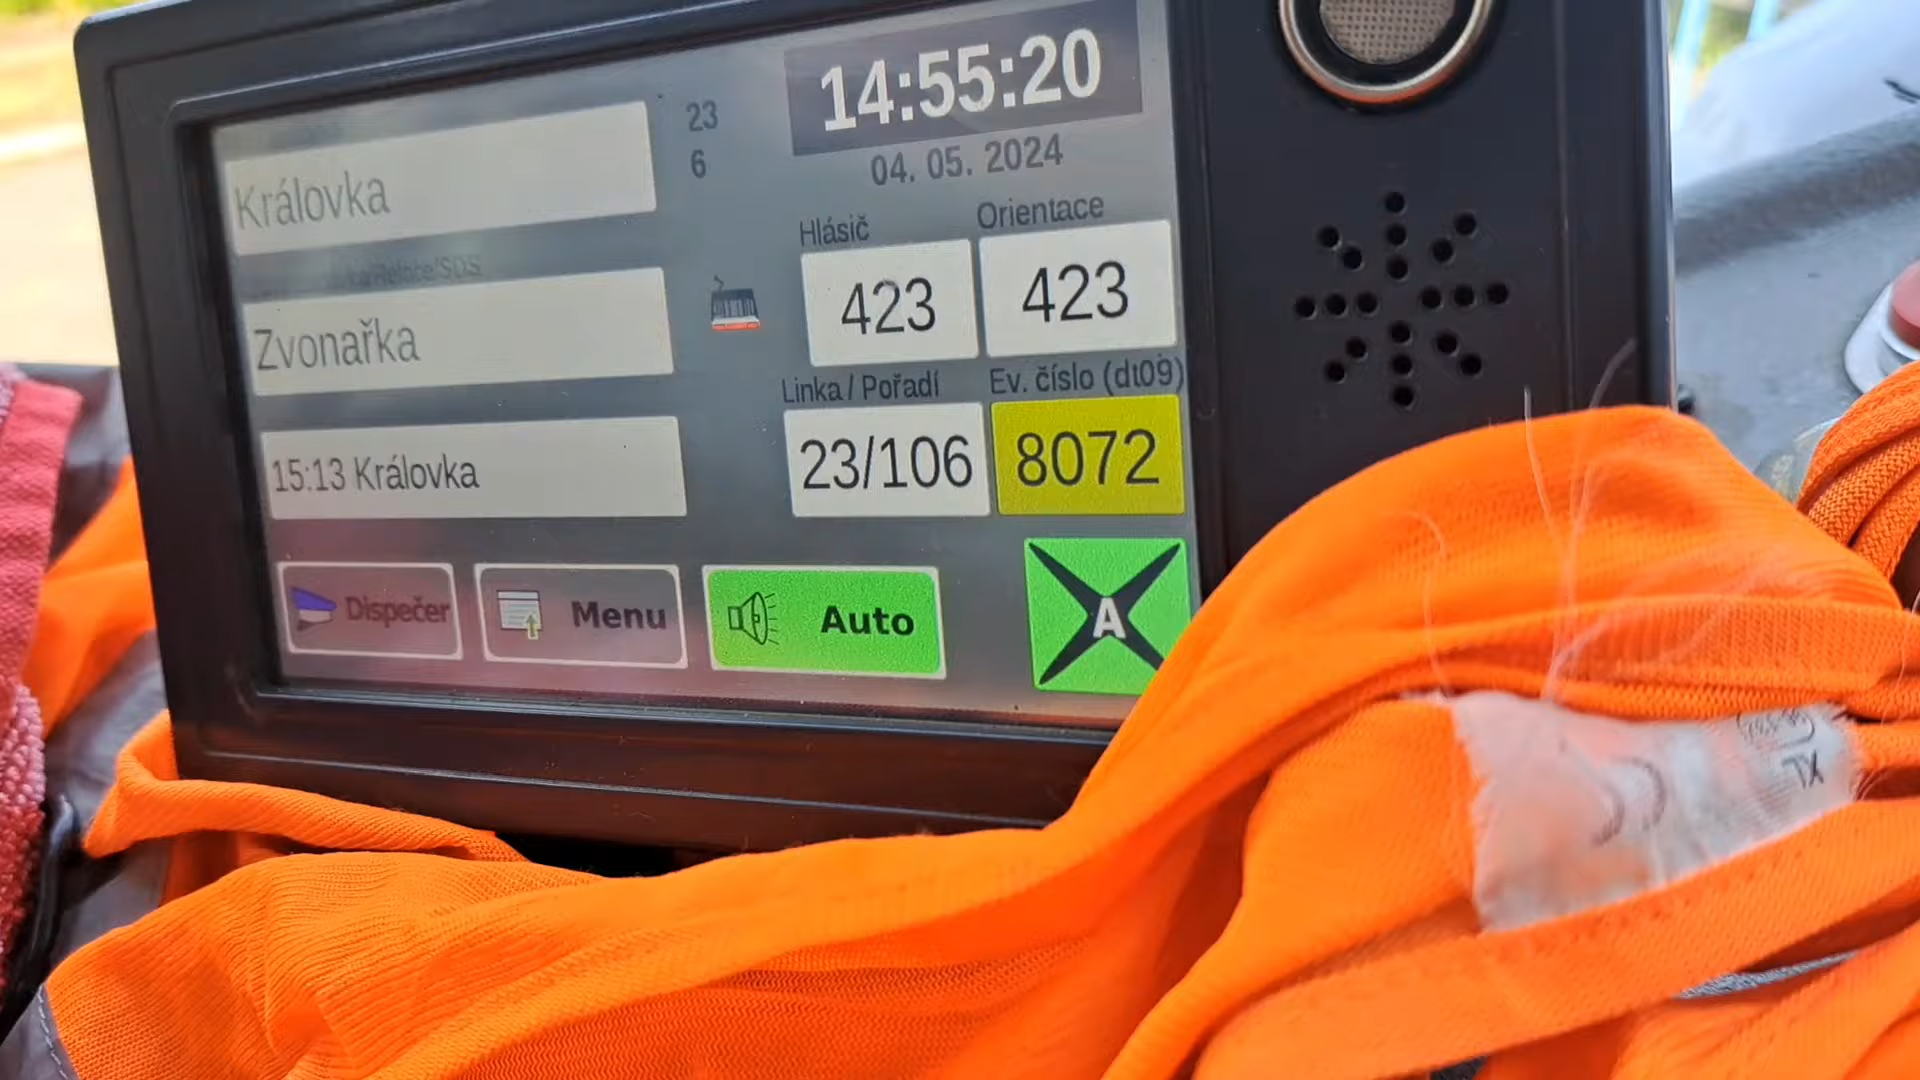 14:55:20
04. 05. 2024
23
6
Královka
Hlásič
Orientace
Zvonařka
423
423
Linka / Pořadí
Ev. číslo (dt09)
15:13 Královka
23/106
8072
Dispečer
Menu
Auto
A
XL